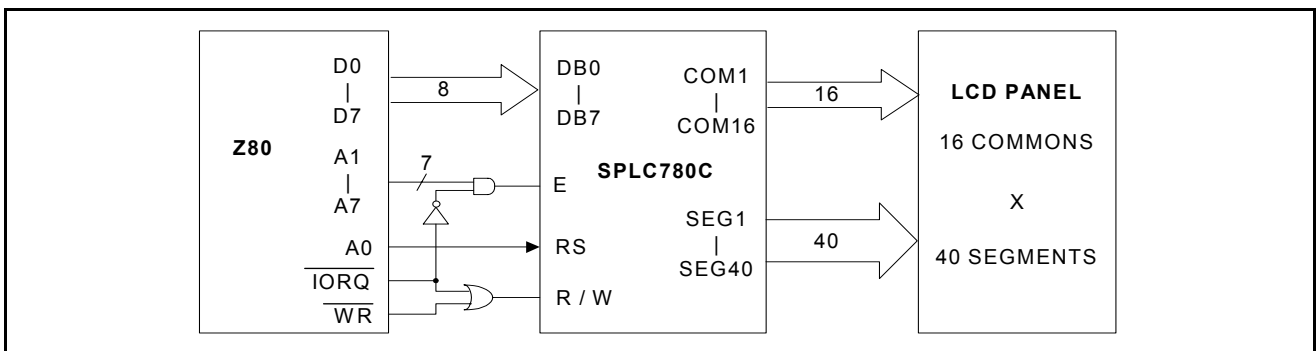 Z80
D0
|
D7
A1
|
A7
A0
IORQ
WR
8
7
DB0
|
DB7
E
RS
R / W
SPLC780C
COM1
|
COM16
SEG1
|
SEG40
16
40
LCD PANEL
16 COMMONS
X
40 SEGMENTS